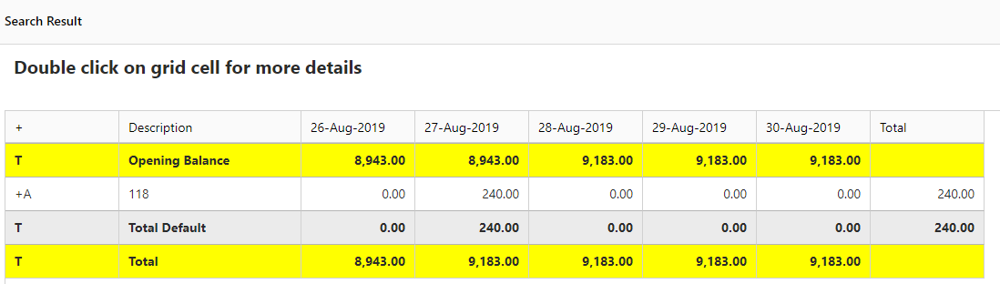 Search Result
Double click on grid cell for more details
+ Description 26-Aug-2019 27-Aug-2019 28-Aug-2019 29-Aug-2019 30-Aug-2019 Total
T Opening Balance 8,943.00 8,943.00 9,183.00 9,183.00 9,183.00
+A 118 0.00 240.00 0.00 0.00 0.00 240.00
T Total Default 0.00 240.00 0.00 0.00 0.00 240.00
T Total 8,943.00 9,183.00 9,183.00 9,183.00 9,183.00